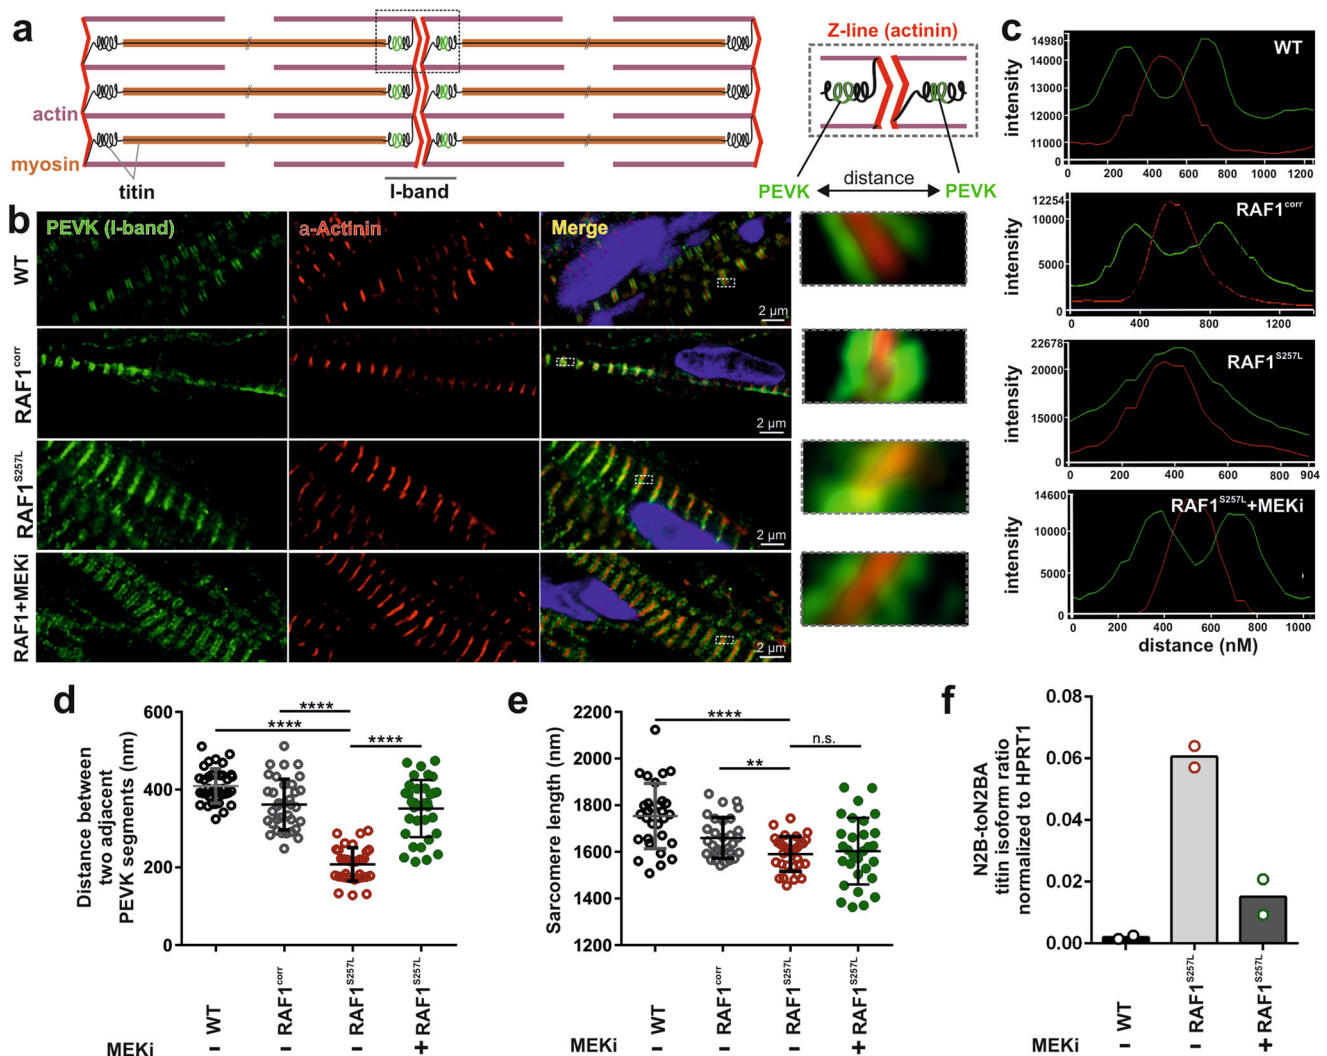 a
actin
myosin
titin
I-band
Z-line (actinin)
PEVK
distance
PEVK
b
PEVK (I-band)
a-Actinin
Merge
WT
2 µm
RAF1corr
2 µm
RAF1S257L
2 µm
RAF1+MEKi
2 µm
c
WT
intensity
14980
14000
13000
12000
11000
0
0 200 400 600 800 1000 1200
RAF1corr
intensity
12254
10000
5000
0
0 400 800 1200
RAF1S257L
intensity
22678
20000
15000
0
0 200 400 600 800 904
RAF1S257L+MEKi
intensity
14600
10000
5000
0
0 200 400 600 800 1000
distance (nM)
d
Distance between
two adjacent
PEVK segments (nm)
600
400
200
0
****
****
****
WT
RAF1corr
RAF1S257L
RAF1S257L
MEKi - - - +
e
Sarcomere length (nm)
2200
2000
1800
1600
1400
1200
****
n.s.
**
WT
RAF1corr
RAF1S257L
RAF1S257L
MEKi - - - +
f
N2B-toN2BA
titin isoform ratio
normalized to HPRT1
0.08
0.06
0.04
0.02
0.00
WT
RAF1S257L
RAF1S257L
MEKi - - +